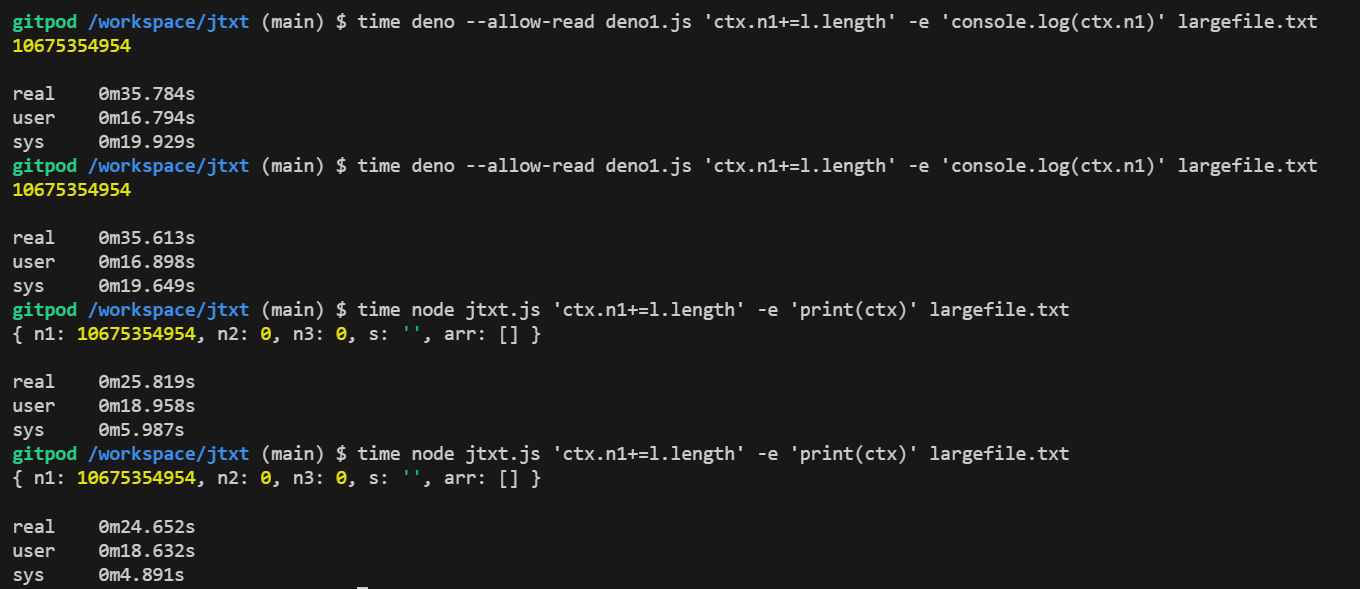 gitpod /workspace/jtxt (main) $ time deno --allow-read deno1.js 'ctx.n1+=l.length' -e 'console.log(ctx.n1)' largefile.txt
10675354954
real 0m35.784s
user 0m16.794s
sys 0m19.929s
gitpod /workspace/jtxt (main) $ time deno --allow-read deno1.js 'ctx.n1+=l.length' -e 'console.log(ctx.n1)' largefile.txt
10675354954
real 0m35.613s
user 0m16.898s
sys 0m19.649s
gitpod /workspace/jtxt (main) $ time node jtxt.js 'ctx.n1+=l.length' -e 'print(ctx)' largefile.txt
{ n1: 10675354954, n2: 0, n3: 0, s: '', arr: [] }
real 0m25.819s
user 0m18.958s
sys 0m5.987s
gitpod /workspace/jtxt (main) $ time node jtxt.js 'ctx.n1+=l.length' -e 'print(ctx)' largefile.txt
{ n1: 10675354954, n2: 0, n3: 0, s: '', arr: [] }
real 0m24.652s
user 0m18.632s
sys 0m4.891s